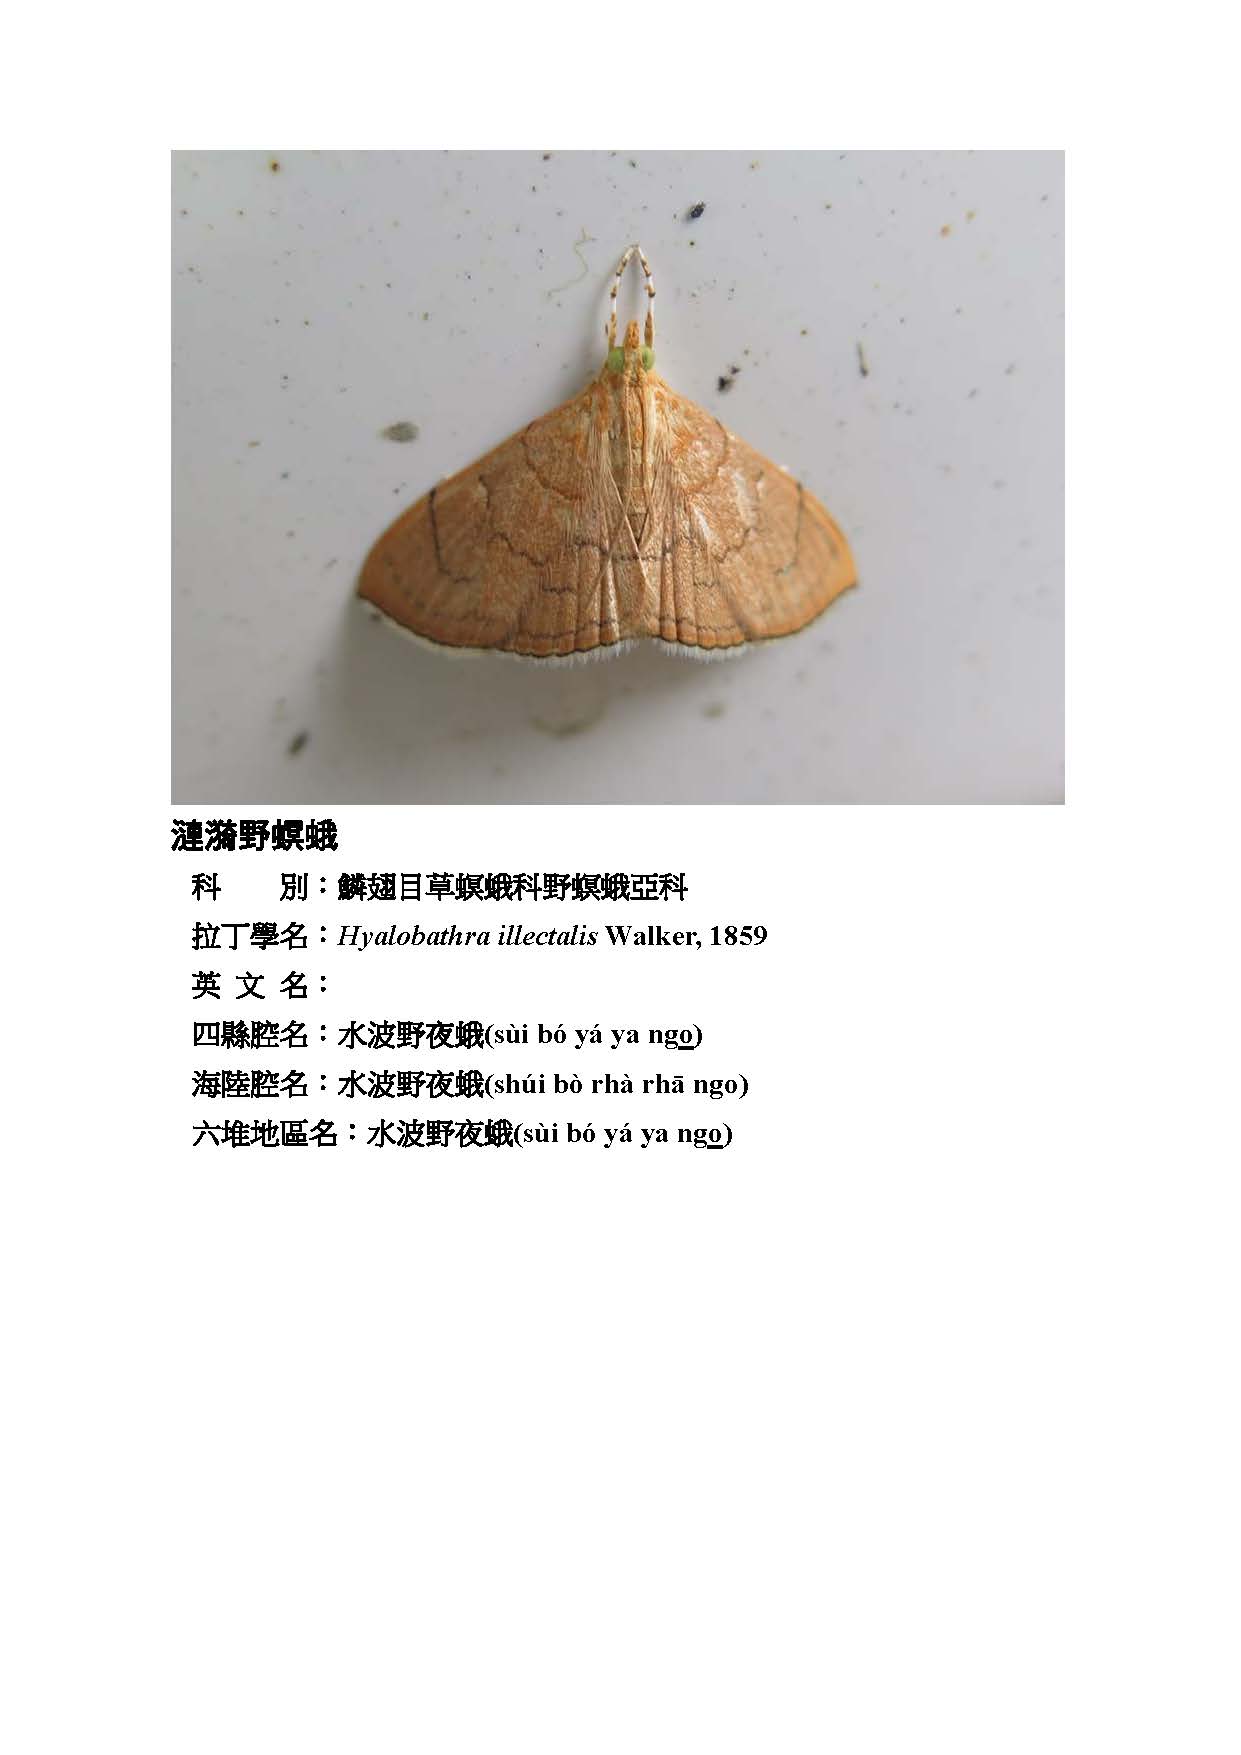 漣漪野螟蛾
科　　別：鱗翅目草螟蛾科野螟蛾亞科
拉丁學名：Hyalobathra illectalis Walker, 1859
英 文 名：
四縣腔名：水波野夜蛾(sùi bó yá ya ngo̲)
海陸腔名：水波野夜蛾(shúi bò rhà rhā ngo)
六堆地區名：水波野夜蛾(sùi bó yá ya ngo̲)